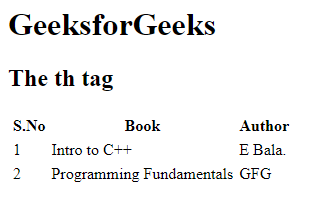 GeeksforGeeks
The th tag
S.No Book Author
1 Intro to C++ E Bala.
2 Programming Fundamentals GFG